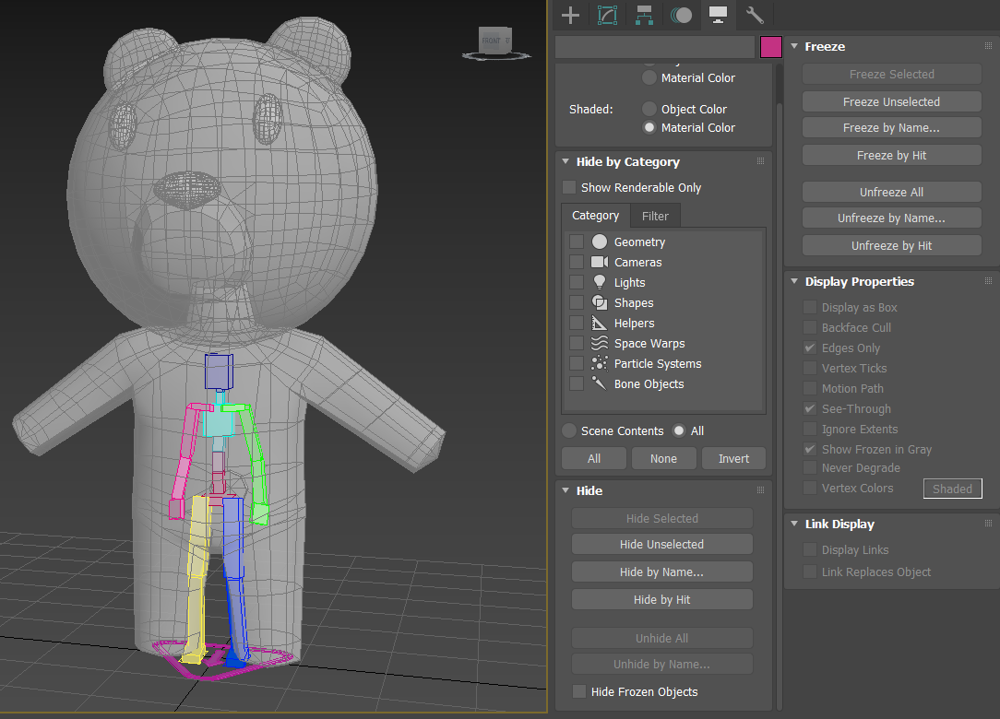 FRONT
Material Color
Shaded:
Object Color
Material Color
Hide by Category
Show Renderable Only
Category
Filter
Geometry
Cameras
Lights
Shapes
Helpers
Space Warps
Particle Systems
Bone Objects
Scene Contents
All
All
None
Invert
Hide
Hide Selected
Hide Unselected
Hide by Name...
Hide by Hit
Unhide All
Unhide by Name...
Hide Frozen Objects
Freeze
Freeze Selected
Freeze Unselected
Freeze by Name...
Freeze by Hit
Unfreeze All
Unfreeze by Name...
Unfreeze by Hit
Display Properties
Display as Box
Backface Cull
Edges Only
Vertex Ticks
Motion Path
See-Through
Ignore Extents
Show Frozen in Gray
Never Degrade
Vertex Colors
Shaded
Link Display
Display Links
Link Replaces Object